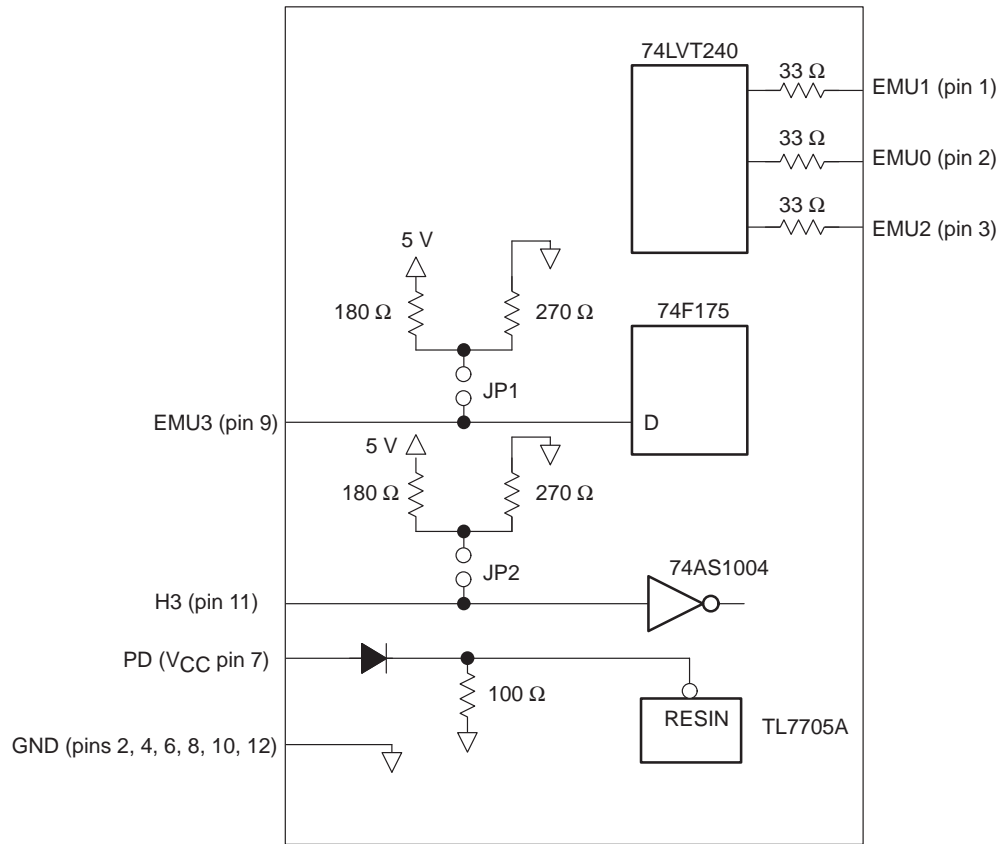 74LVT240
33 Ω
EMU1 (pin 1)
33 Ω
EMU0 (pin 2)
33 Ω
EMU2 (pin 3)
5 V
180 Ω
270 Ω
74F175
JP1
EMU3 (pin 9)
D
5 V
180 Ω
270 Ω
JP2
74AS1004
H3 (pin 11)
PD (VCC pin 7)
100 Ω
RESIN
TL7705A
GND (pins 2, 4, 6, 8, 10, 12)